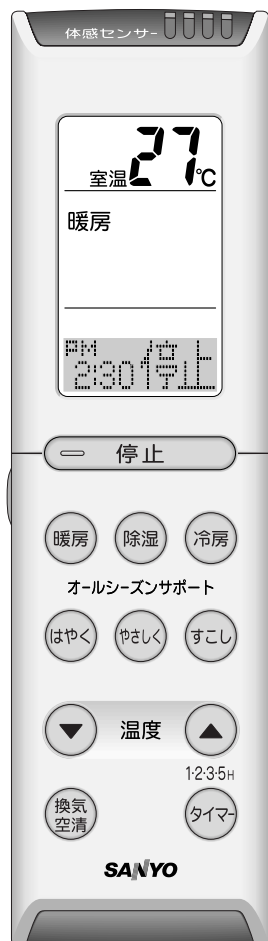 体感センサー
27
室温 ℃
暖房
PM
2:30停止
停止
暖房 除湿 冷房
オールシーズンサポート
はやく やさしく すこし
▼ 温度 ▲
1·2·3·5H
換気
空清
タイマー
SANYO